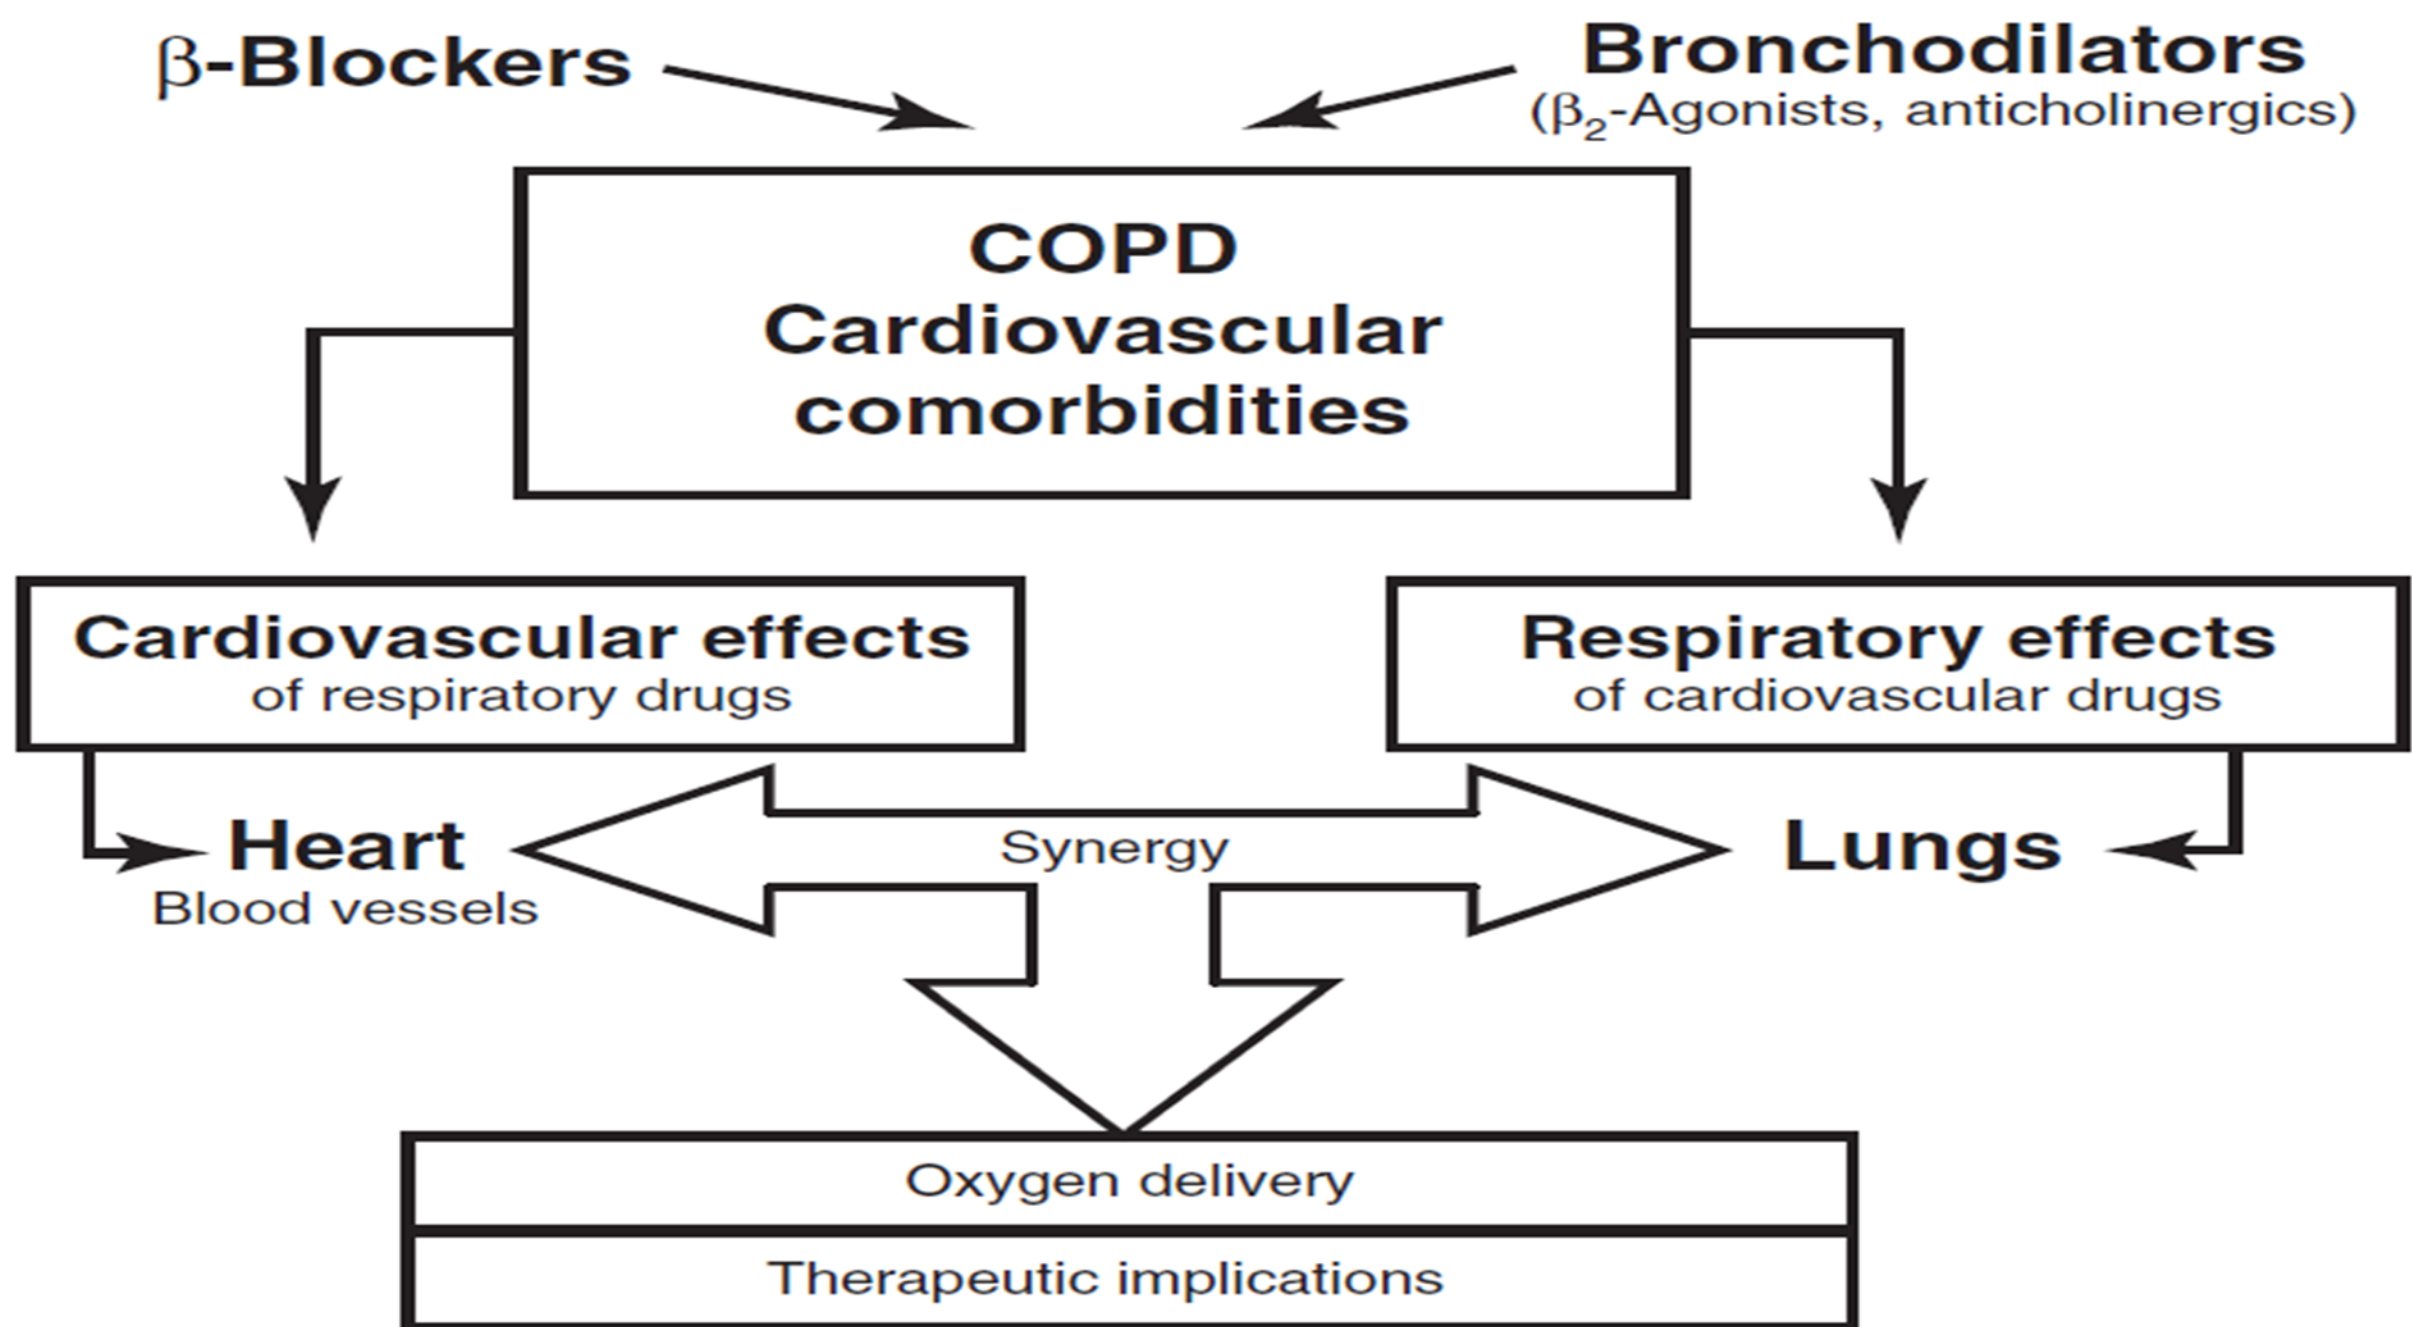 β-Blockers
Bronchodilators
(β₂-Agonists, anticholinergics)
COPD
Cardiovascular
comorbidities
Cardiovascular effects
of respiratory drugs
Respiratory effects
of cardiovascular drugs
Heart
Blood vessels
Synergy
Lungs
Oxygen delivery
Therapeutic implications